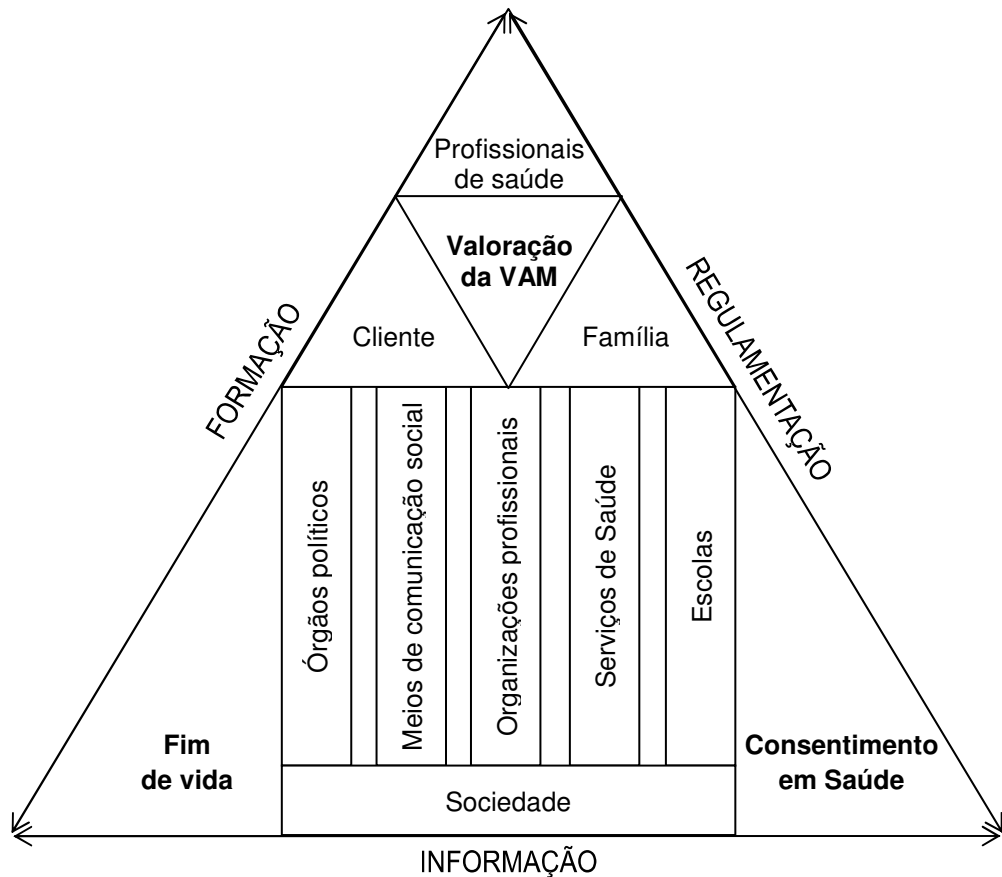 Profissionais
de saúde
Valoração
da VAM
Cliente
Família
FORMAÇÃO
REGULAMENTAÇÃO
Órgãos políticos
Meios de comunicação social
Organizações profissionais
Serviços de Saúde
Escolas
Fim
de vida
Consentimento
em Saúde
Sociedade
INFORMAÇÃO